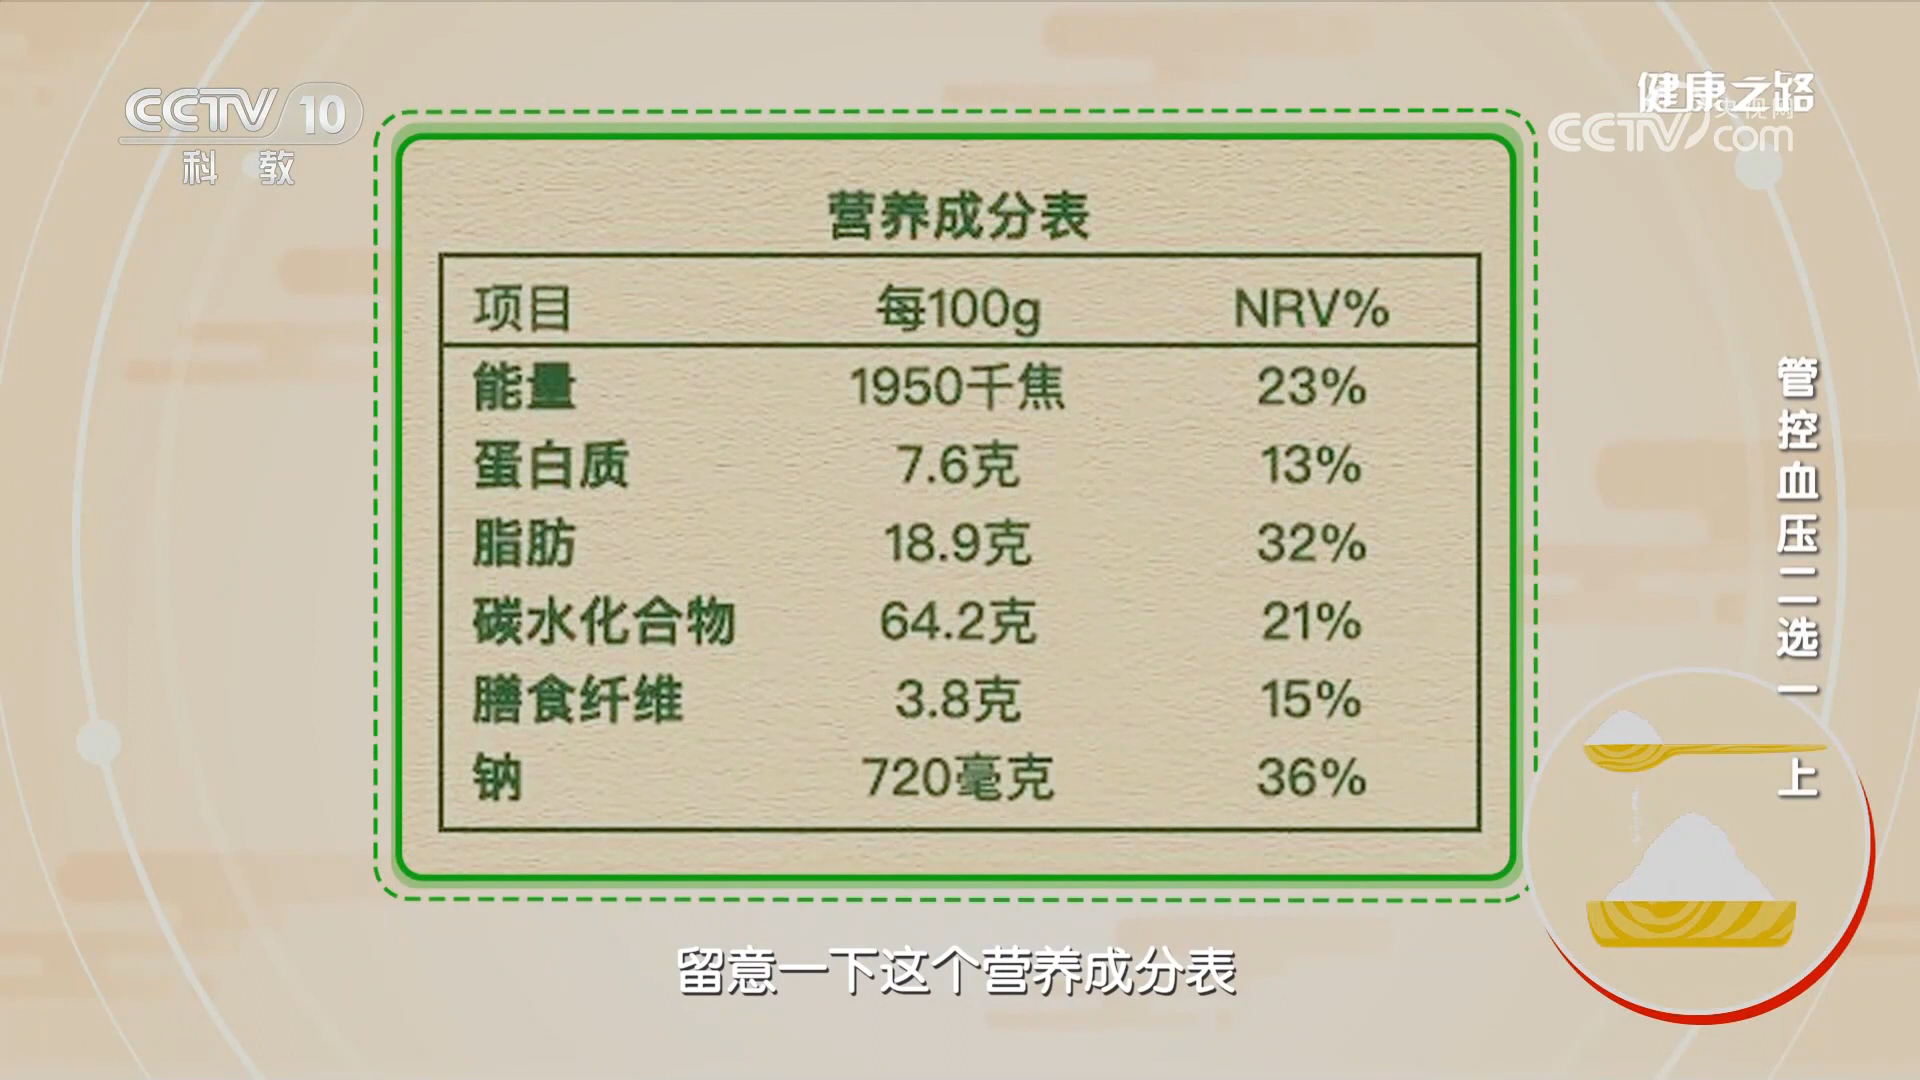 CCTV 10
科 教
健康之路
央视网
CCTV.com
营养成分表
项目 每100g NRV%
能量 1950千焦 23%
蛋白质 7.6克 13%
脂肪 18.9克 32%
碳水化合物 64.2克 21%
膳食纤维 3.8克 15%
钠 720毫克 36%
管控血压二选一 上
留意一下这个营养成分表